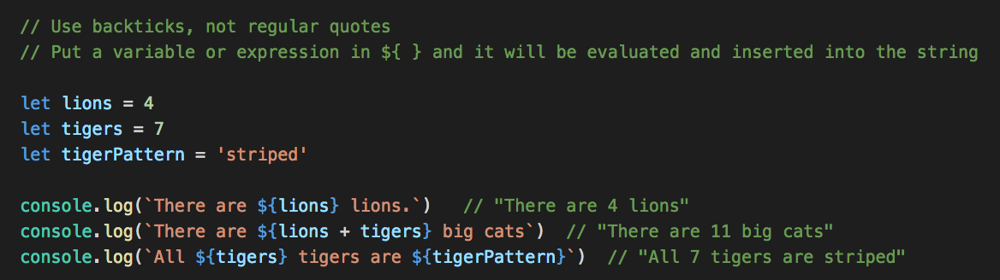 // Use backticks, not regular quotes
// Put a variable or expression in ${ } and it will be evaluated and inserted into the string
let lions = 4
let tigers = 7
let tigerPattern = 'striped'
console.log(`There are ${lions} lions.`)   // "There are 4 lions"
console.log(`There are ${lions + tigers} big cats`)  // "There are 11 big cats"
console.log(`All ${tigers} tigers are ${tigerPattern}`)  // "All 7 tigers are striped"